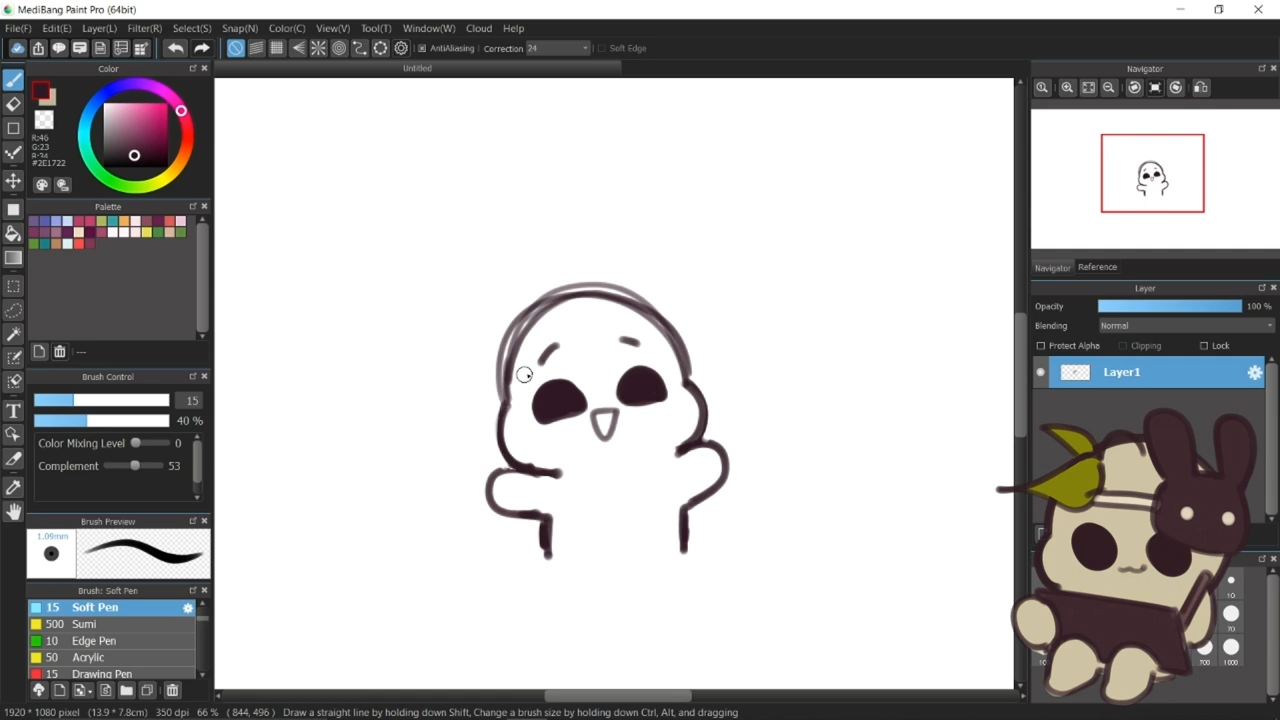 MediBang Paint Pro (64bit)
File(F) Edit(E) Layer(L) Filter(R) Select(S) Snap(N) Color(C) View(V) Tool(T) Window(W) Cloud Help
AntiAliasing Correction 24 Soft Edge
Color
Untitled
Navigator
R:46
G:23
B:34
#2E1722
Palette
---
Navigator Reference
Layer
Opacity 100 %
Blending Normal
Protect Alpha Clipping Lock
Layer1
Brush Control
15
40 %
Color Mixing Level 0
Complement 53
Brush Preview
1.09mm
Brush: Soft Pen
15 Soft Pen
500 Sumi
10 Edge Pen
50 Acrylic
15 Drawing Pen
10
70
700 1000
1920 * 1080 pixel (13.9 * 7.8cm) 350 dpi 66 % ( 844, 496 ) Draw a straight line by holding down Shift, Change a brush size by holding down Ctrl, Alt, and dragging